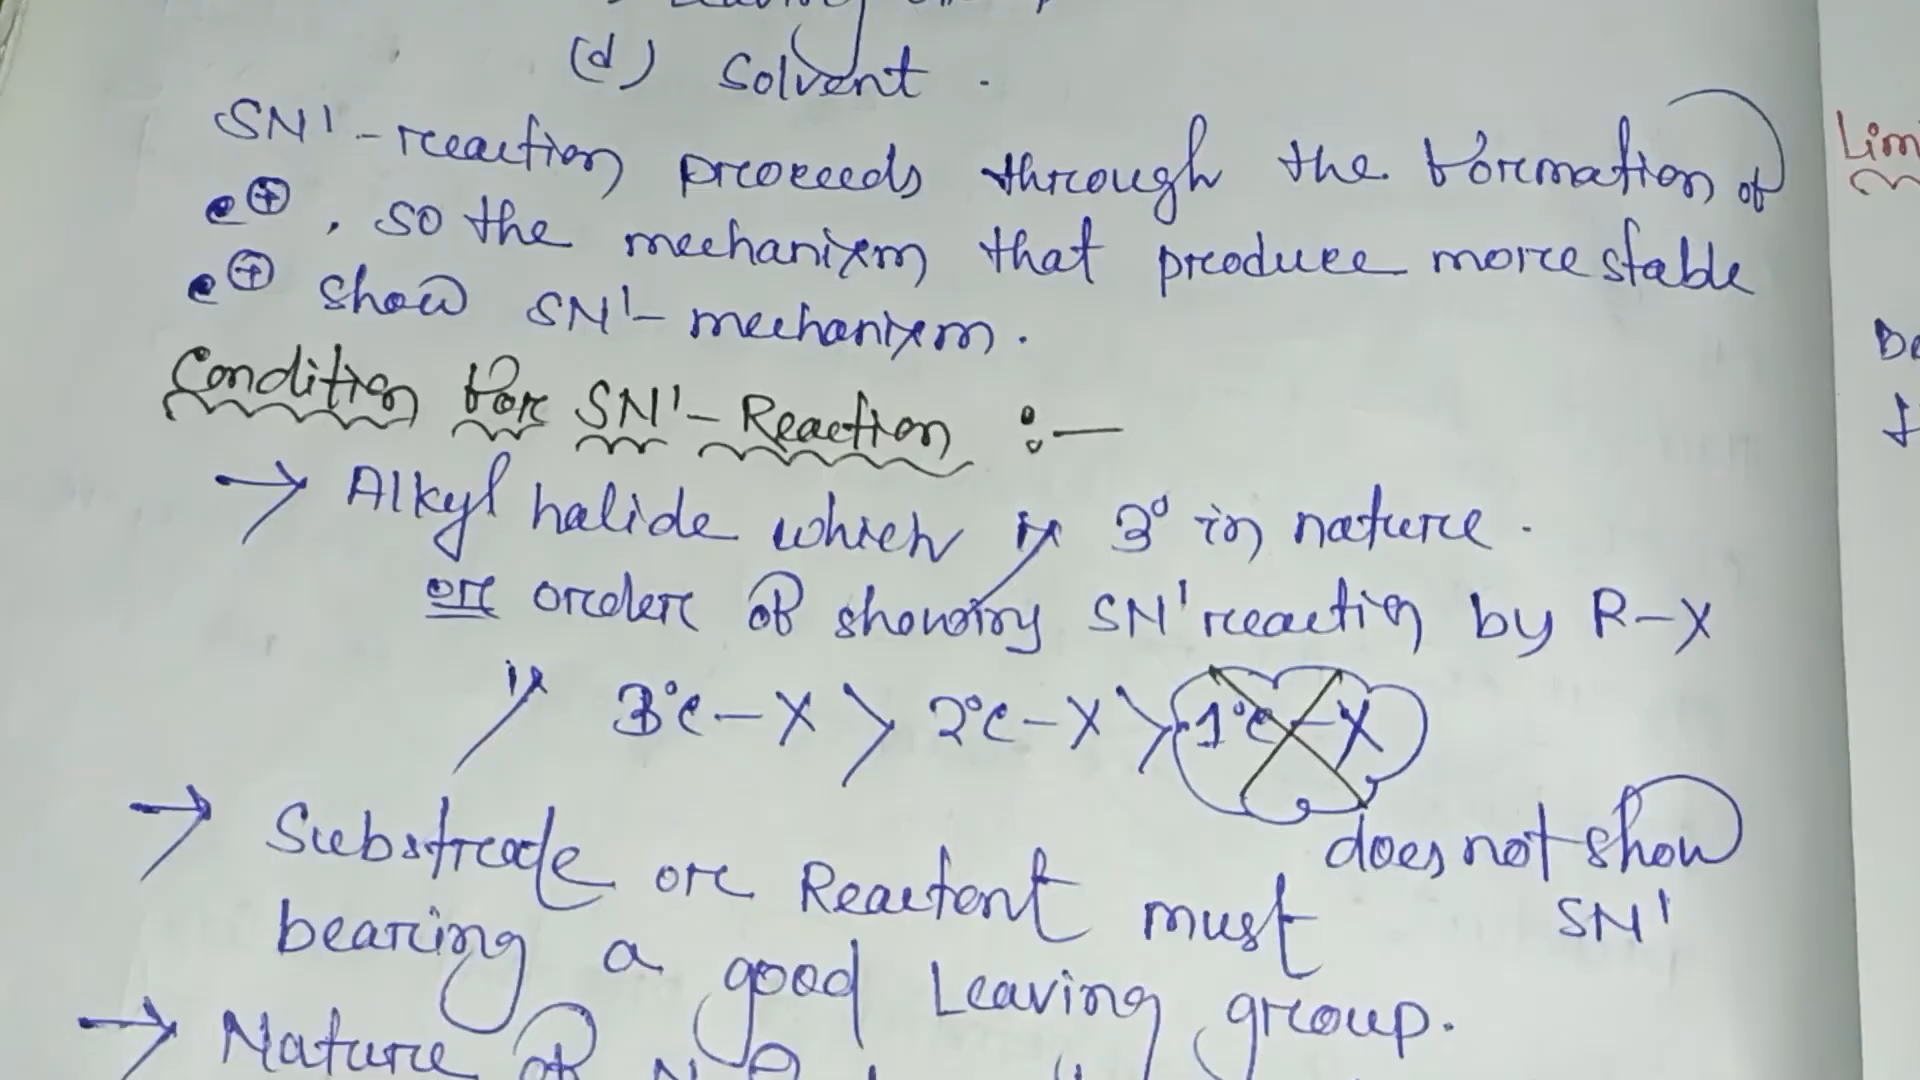 (d) Solvent .
SN1-reaction proceeds through the formation of
c⊕, so the mechanism that produce more stable
c⊕ show SN1- mechanism.
Condition for SN1-Reaction :-
→ Alkyl halide which is 3° in nature.
or order of showing SN1 reaction by R-X
is 3°C-X > 2°C-X > 1°C-X
does not show
SN1
→ Substrate or Reactent must
bearing a good Leaving group.
→ Nature of
Lim